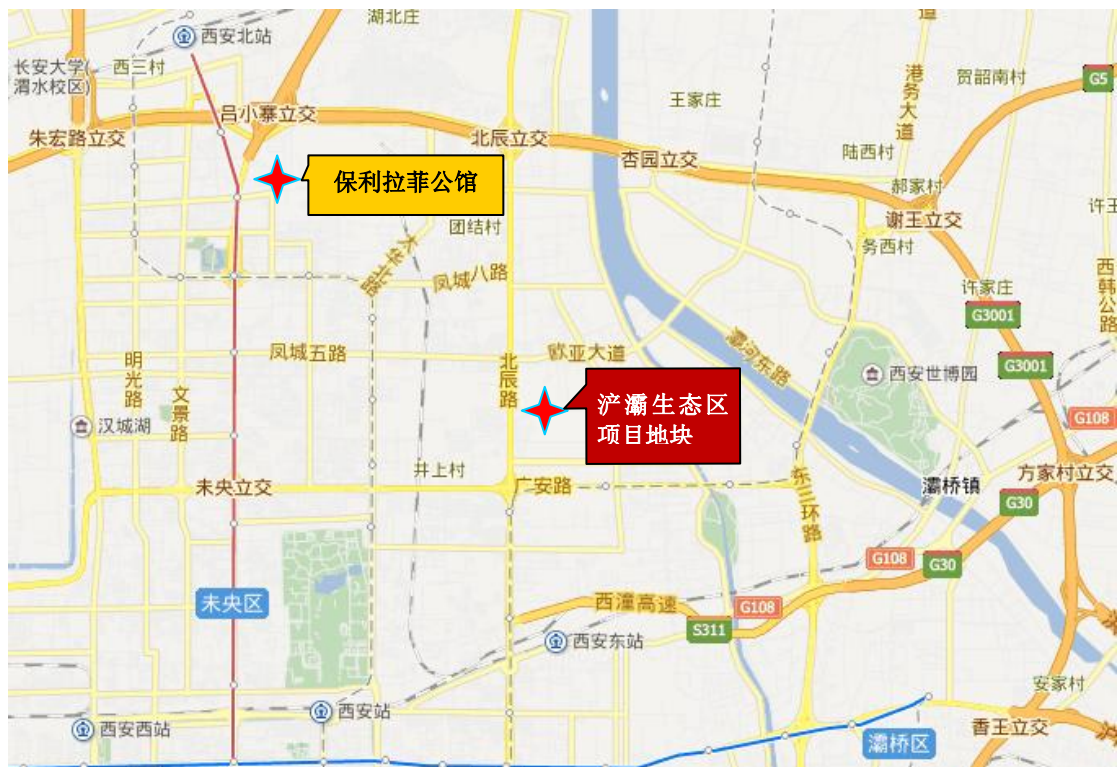 湖北庄
西安北站
长安大学(
渭水校区)
西三村
吕小寨立交
朱宏路立交
北辰立交
王家庄
港务大道
贺韶南村
G5
道
道
杏园立交
陆西村
郝家村
谢王立交
许王
务西村
保利拉菲公馆
团结村
太华北路
凤城八路
许家庄
G3001
西韩公路
明光路
文景路
凤城五路
北辰路
欧亚大道
灞河东路
西安世博园
G3001
汉城湖
浐灞生态区
项目地块
G108
井上村
未央立交
广安路
东三环路
灞桥镇
方家村立交
G30
G108
G30
未央区
西潼高速
G108
S311
西安东站
安家村
西安西站
西安站
灞桥区
香王立交